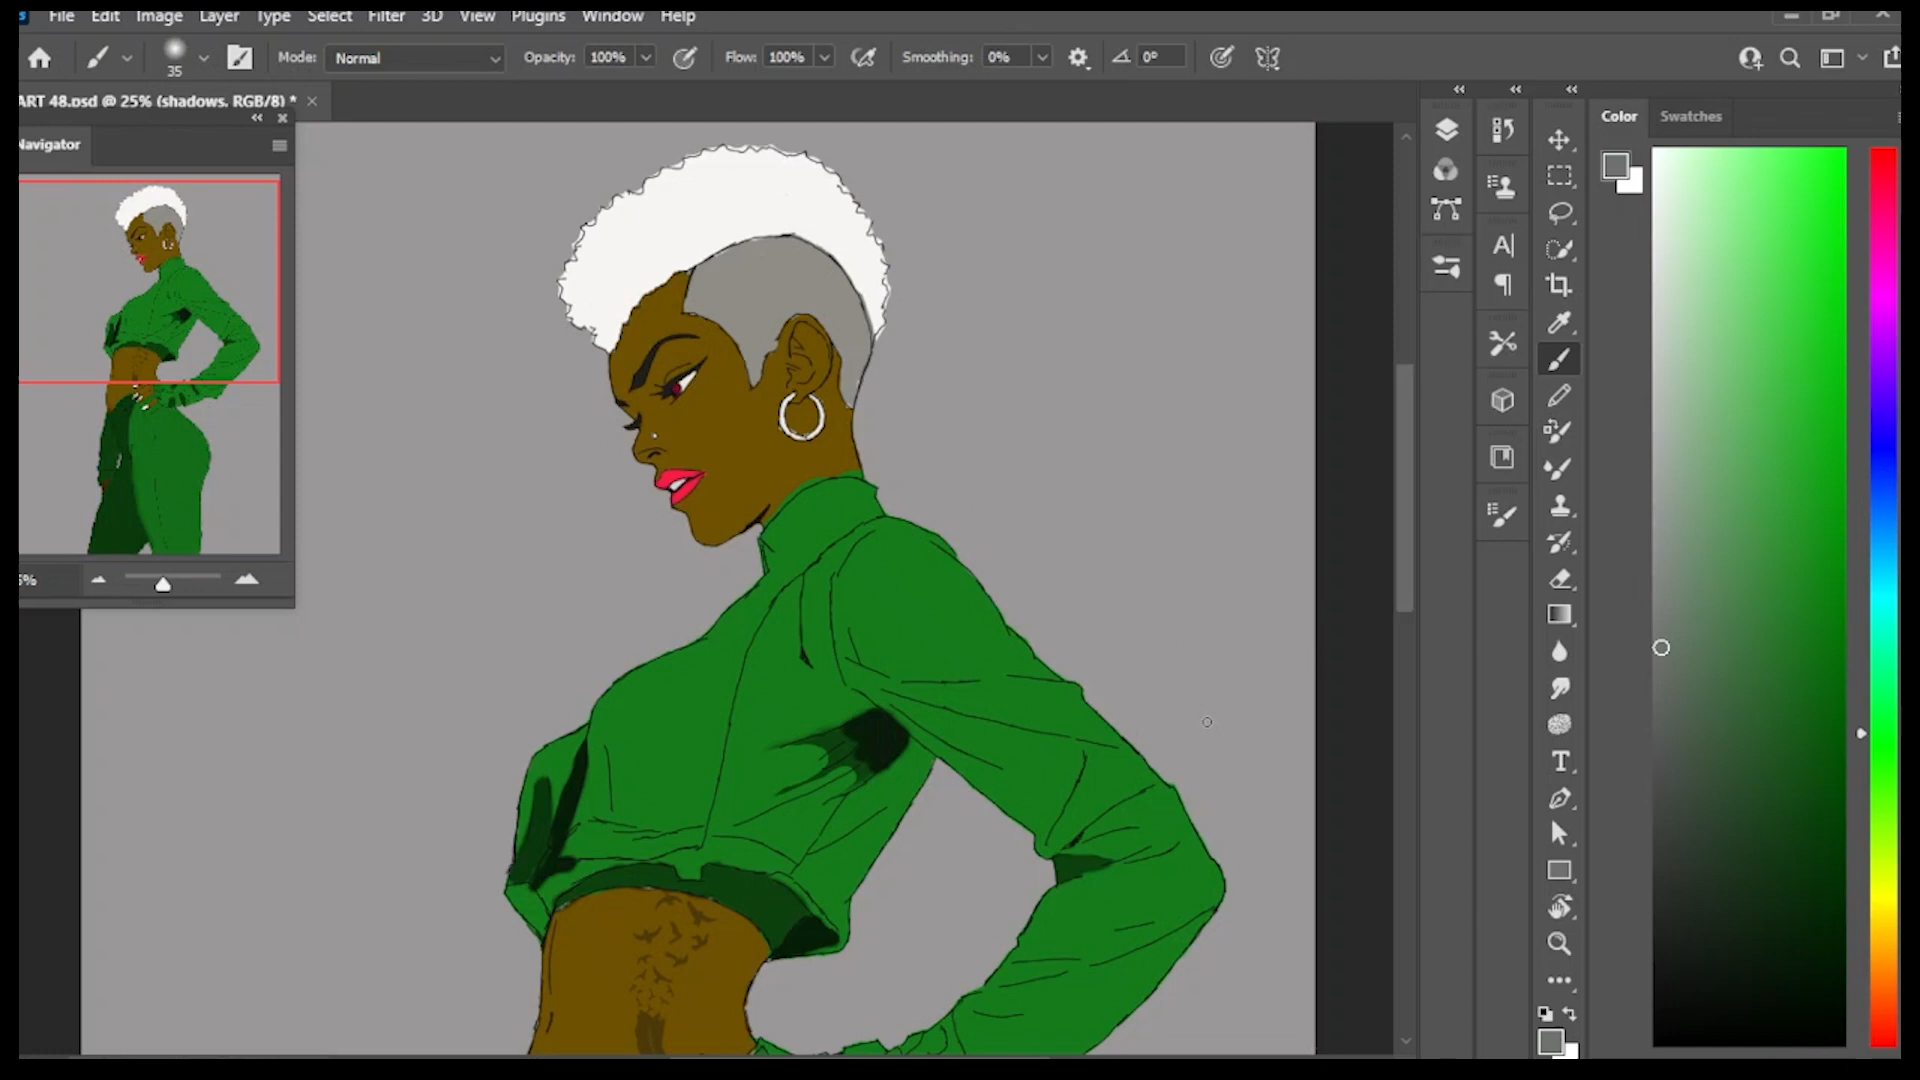 File Edit Image Layer Type Select Filter 3D View Plugins Window Help
35 Mode: Normal Opacity: 100% Flow: 100% Smoothing: 0% 0°
ART 48.psd @ 25% (shadows, RGB/8) *
Navigator
Color Swatches
5%